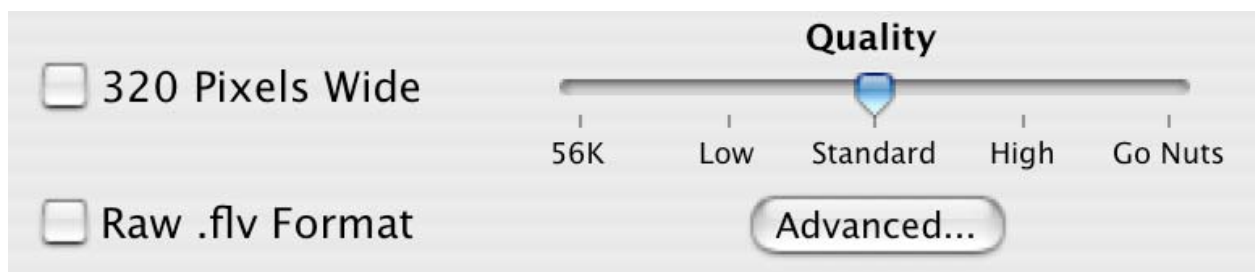 Quality
320 Pixels Wide
56K Low Standard High Go Nuts
Raw .flv Format
Advanced...